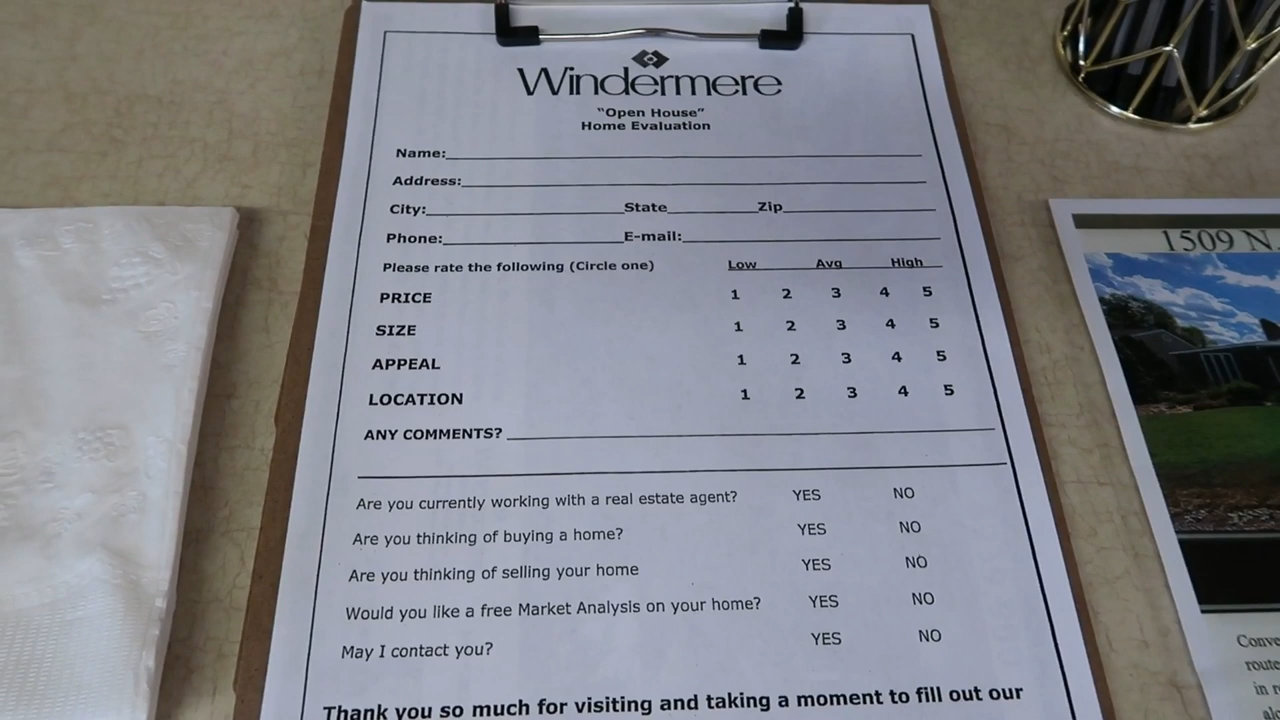 Windermere
"Open House"
Home Evaluation
Name:
Address:
City: State Zip
Phone: E-mail:
Please rate the following (Circle one) Low Avg High
PRICE 1 2 3 4 5
SIZE 1 2 3 4 5
APPEAL 1 2 3 4 5
LOCATION 1 2 3 4 5
ANY COMMENTS?
Are you currently working with a real estate agent? YES NO
Are you thinking of buying a home? YES NO
Are you thinking of selling your home YES NO
Would you like a free Market Analysis on your home? YES NO
May I contact you? YES NO
Thank you so much for visiting and taking a moment to fill out our
1509 N
Conve
route
in r